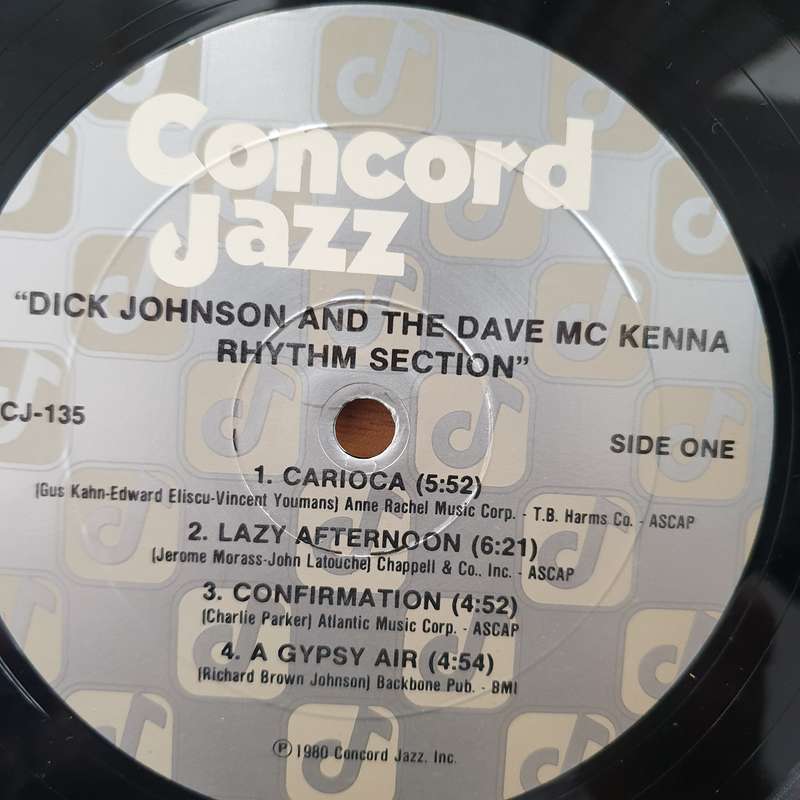 Concord
Jazz
"DICK JOHNSON AND THE DAVE MC KENNA
RHYTHM SECTION"
CJ-135
SIDE ONE
1. CARIOCA (5:52)
(Gus Kahn-Edward Eliscu-Vincent Youmans) Anne Rachel Music Corp. - T.B. Harms Co. - ASCAP
2. LAZY AFTERNOON (6:21)
(Jerome Morass-John Latouche) Chappell & Co., Inc. - ASCAP
3. CONFIRMATION (4:52)
(Charlie Parker) Atlantic Music Corp. - ASCAP
4. A GYPSY AIR (4:54)
(Richard Brown Johnson) Backbone Pub. - BMI
℗ 1980 Concord Jazz, Inc.